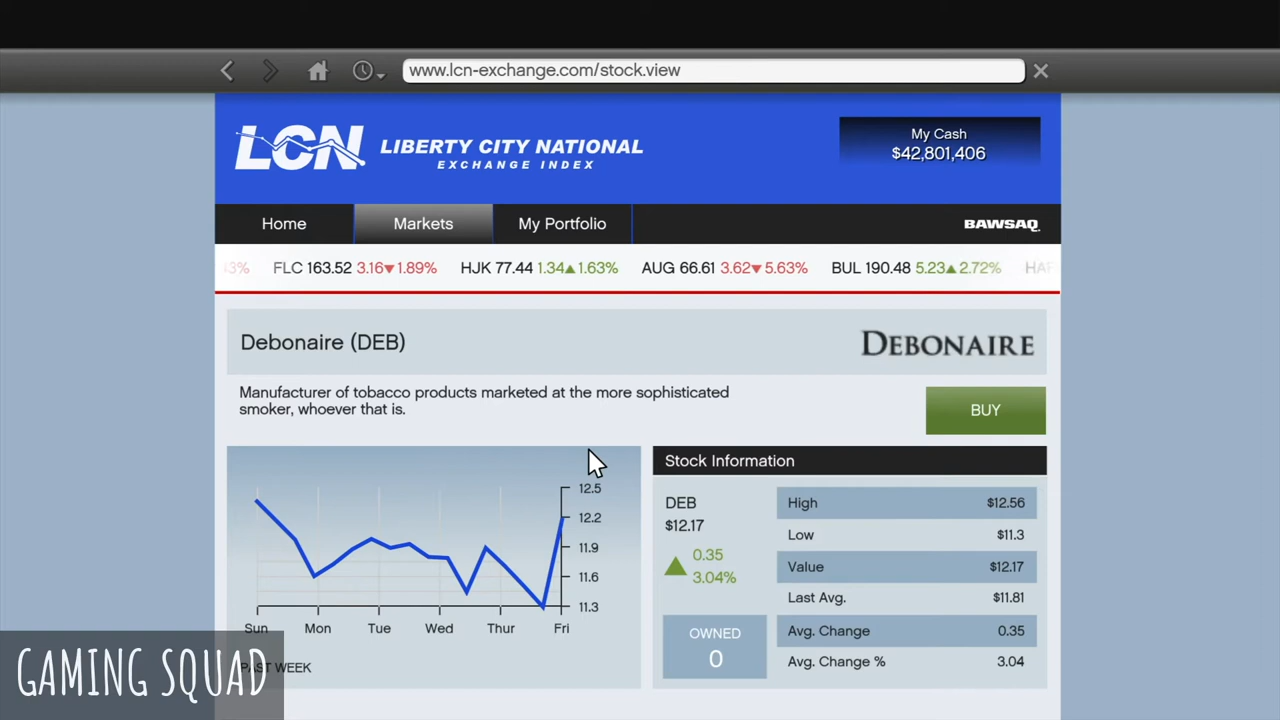 www.lcn-exchange.com/stock.view
LCN LIBERTY CITY NATIONAL
EXCHANGE INDEX
My Cash
$42,801,406
Home Markets My Portfolio BAWSAQ
43% FLC 163.52 3.16▼1.89% HJK 77.44 1.34▲1.63% AUG 66.61 3.62▼5.63% BUL 190.48 5.23▲2.72%
Debonaire (DEB) DEBONAIRE
Manufacturer of tobacco products marketed at the more sophisticated
smoker, whoever that is.
BUY
12.5
12.2
11.9
11.6
11.3
Sun Mon Tue Wed Thur Fri
PAST WEEK
Stock Information
DEB
$12.17
0.35
3.04%
OWNED
0
High $12.56
Low $11.3
Value $12.17
Last Avg. $11.81
Avg. Change 0.35
Avg. Change % 3.04
GAMING SQUAD